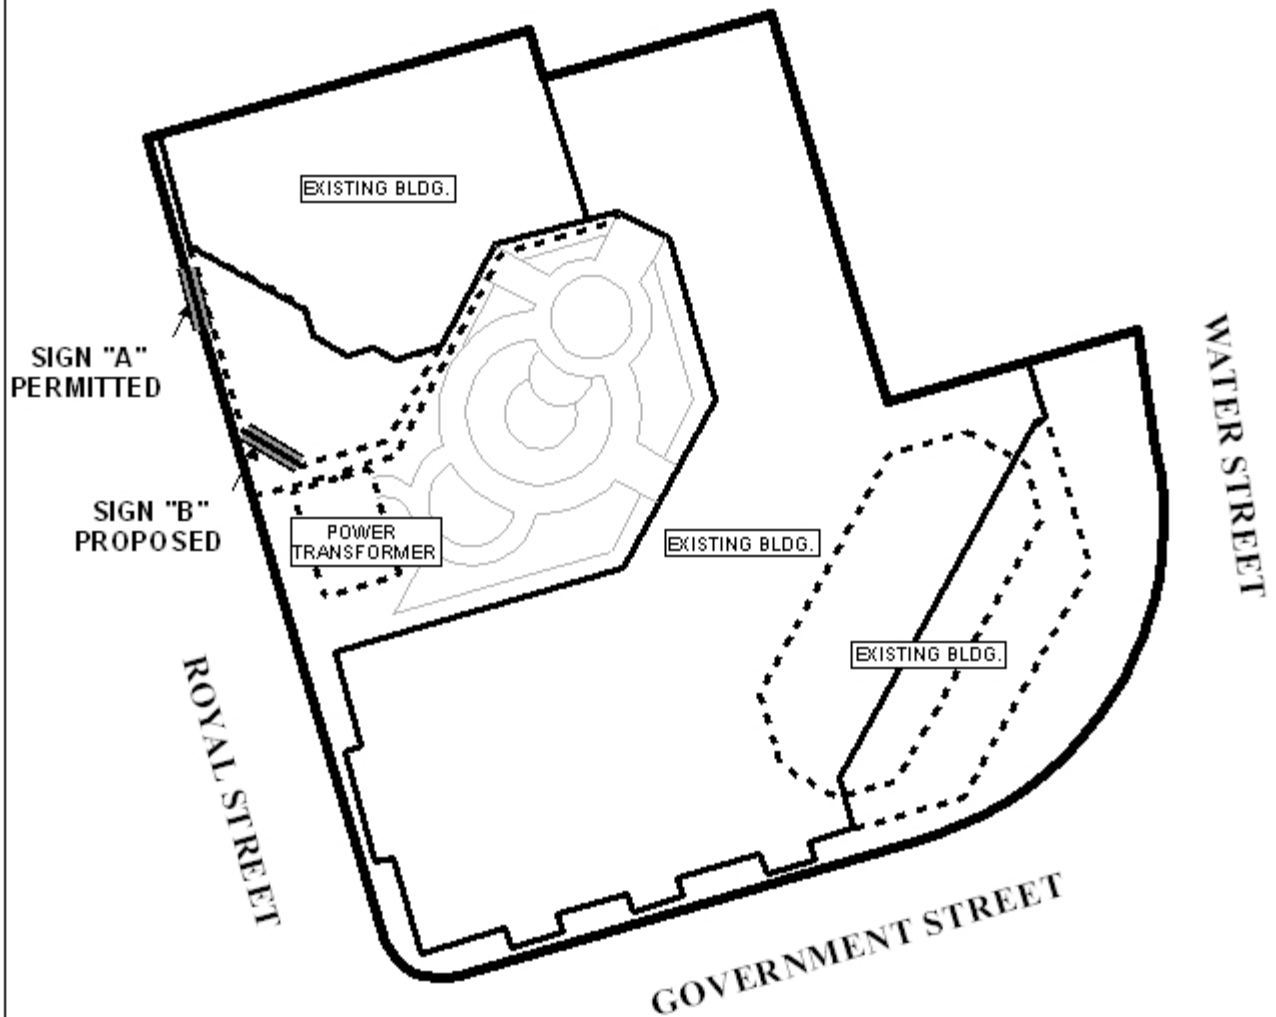 EXISTING BLDG.
SIGN "A"
PERMITTED
WATER STREET
SIGN "B"
PROPOSED
POWER
TRANSFORMER
EXISTING BLDG.
EXISTING BLDG.
ROYAL STREET
GOVERNMENT STREET